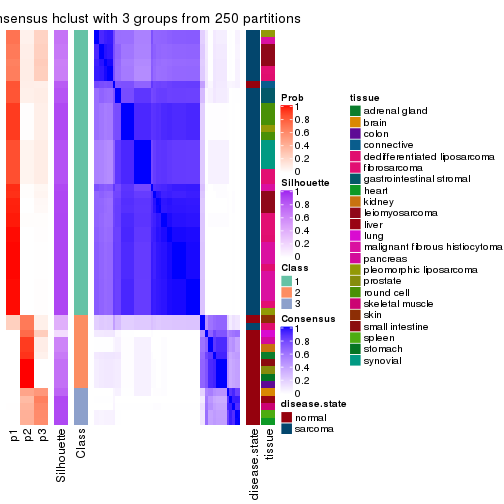 nsensus hclust with 3 groups from 250 partitions
p1
p2
p3
Silhouette
Class
disease.state
tissue
Prob
1
0.8
0.6
0.4
0.2
0
Silhouette
1
0.8
0.6
0.4
0.2
0
Class
1
2
3
Consensus
1
0.8
0.6
0.4
0.2
0
disease.state
normal
sarcoma
tissue
adrenal gland
brain
colon
connective
dedifferentiated liposarcoma
fibrosarcoma
gastrointestinal stromal
heart
kidney
leiomyosarcoma
liver
lung
malignant fibrous histiocytoma
pancreas
pleomorphic liposarcoma
prostate
round cell
skeletal muscle
skin
small intestine
spleen
stomach
synovial